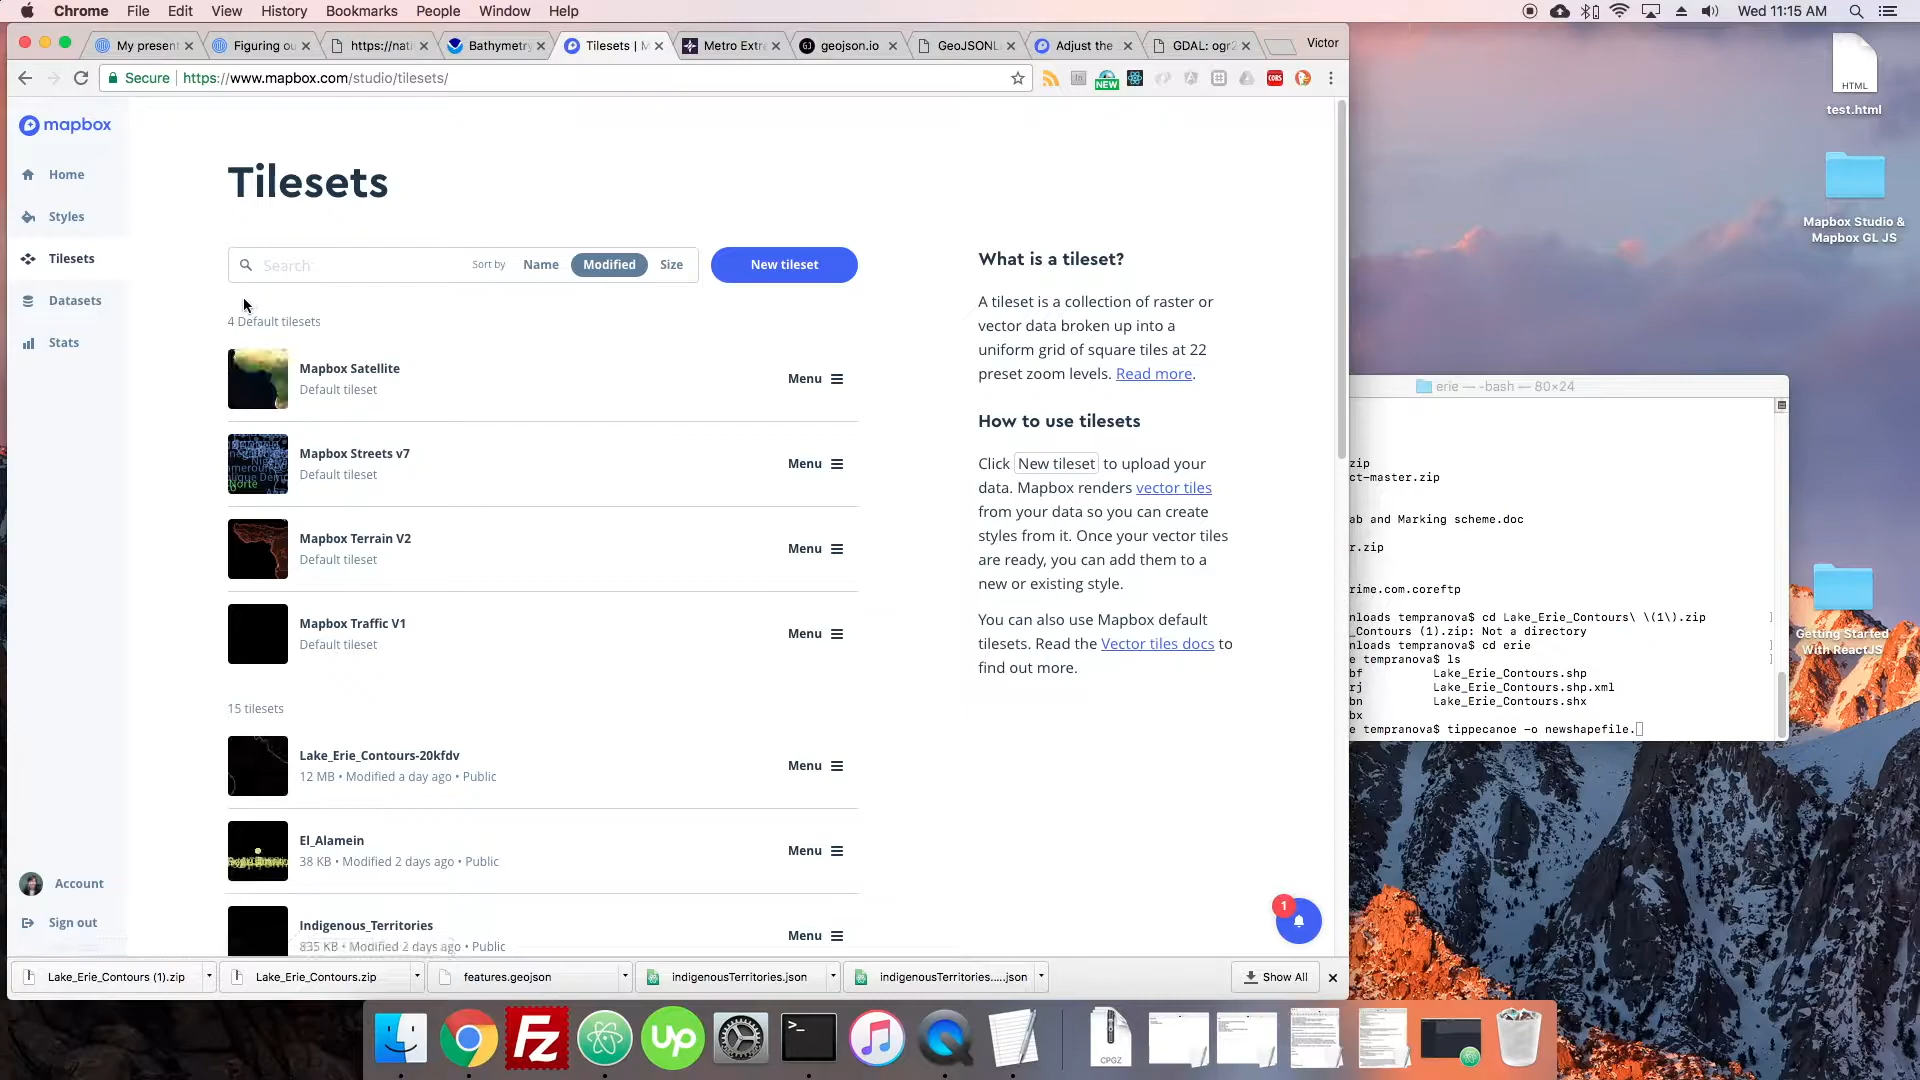 Chrome File Edit View History Bookmarks People Window Help
Wed 11:15 AM
My present
Figuring ou
https://nati
Bathymetry
Tilesets | M
Metro Extr
geojson.io
GeoJSONL
Adjust the
GDAL: ogr2
Victor
Secure https://www.mapbox.com/studio/tilesets/
NEW
CORS
mapbox
Home
Styles
Tilesets
Datasets
Stats
Account
Sign out
Tilesets
Search
Sort by Name Modified Size
New tileset
4 Default tilesets
Mapbox Satellite
Default tileset
Menu
Mapbox Streets v7
Default tileset
Menu
Mapbox Terrain V2
Default tileset
Menu
Mapbox Traffic V1
Default tileset
Menu
15 tilesets
Lake_Erie_Contours-20kfdv
12 MB • Modified a day ago • Public
Menu
El_Alamein
38 KB • Modified 2 days ago • Public
Menu
Indigenous_Territories
835 KB • Modified 2 days ago • Public
Menu
What is a tileset?
A tileset is a collection of raster or
vector data broken up into a
uniform grid of square tiles at 22
preset zoom levels. Read more.
How to use tilesets
Click New tileset to upload your
data. Mapbox renders vector tiles
from your data so you can create
styles from it. Once your vector tiles
are ready, you can add them to a
new or existing style.
You can also use Mapbox default
tilesets. Read the Vector tiles docs to
find out more.
1
Lake_Erie_Contours (1).zip
Lake_Erie_Contours.zip
features.geojson
indigenousTerritories.json
indigenousTerritories.....json
Show All
erie — -bash — 80×24
zip
ct-master.zip
ab and Marking scheme.doc
r.zip
rime.com.coreftp
nloads tempranova$ cd Lake_Erie_Contours\ \(1\).zip
_Contours (1).zip: Not a directory
nloads tempranova$ cd erie
e tempranova$ ls
bf Lake_Erie_Contours.shp
rj Lake_Erie_Contours.shp.xml
bn Lake_Erie_Contours.shx
bx
e tempranova$ tippecanoe -o newshapefile.
HTML
test.html
Mapbox Studio &
Mapbox GL JS
Getting Started
With ReactJS
Fz
Up
CPGZ